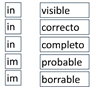 in visible
in correcto
in completo
im probable
im borrable